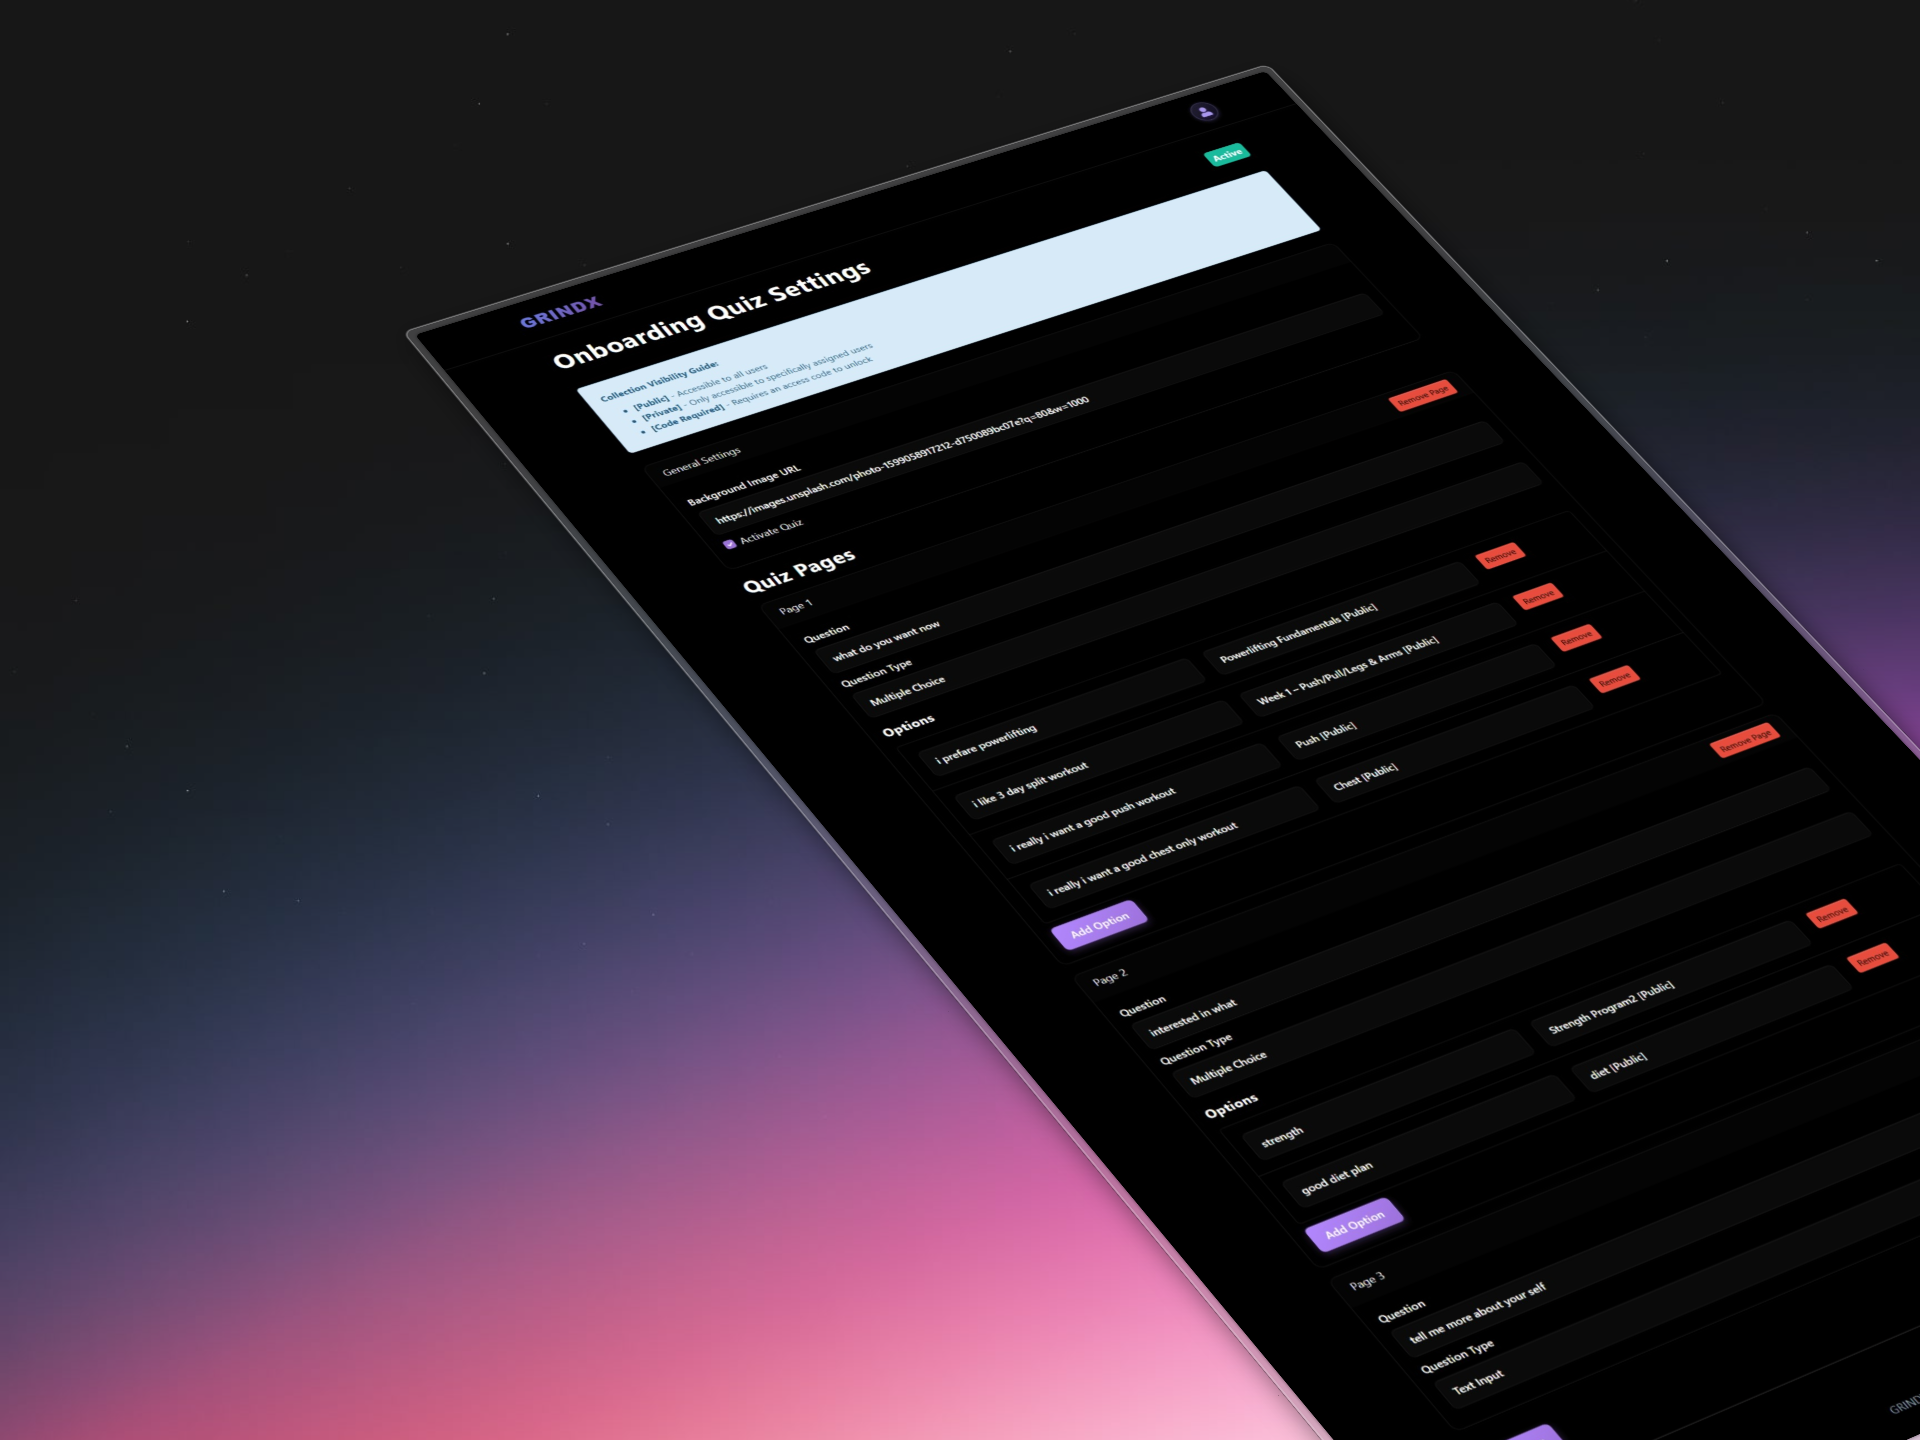 GRINDX
Active
Onboarding Quiz Settings
Collection Visibility Guide:
[Public] - Accessible to all users
[Private] - Only accessible to specifically assigned users
[Code Required] - Requires an access code to unlock
General Settings
Background Image URL
https://images.unsplash.com/photo-1599058917212-d750089bc07e?q=80&w=1000
Activate Quiz
Quiz Pages
Page 1
Remove Page
Question
what do you want now
Question Type
Multiple Choice
Options
i prefare powerlifting
Powerlifting Fundamentals [Public]
Remove
i like 3 day split workout
Week 1 – Push/Pull/Legs & Arms [Public]
Remove
i really i want a good push workout
Push [Public]
Remove
i really i want a good chest only workout
Chest [Public]
Remove
Add Option
Page 2
Remove Page
Question
interested in what
Question Type
Multiple Choice
Options
strength
Strength Program2 [Public]
Remove
good diet plan
diet [Public]
Remove
Add Option
Page 3
Question
tell me more about your self
Question Type
Text Input